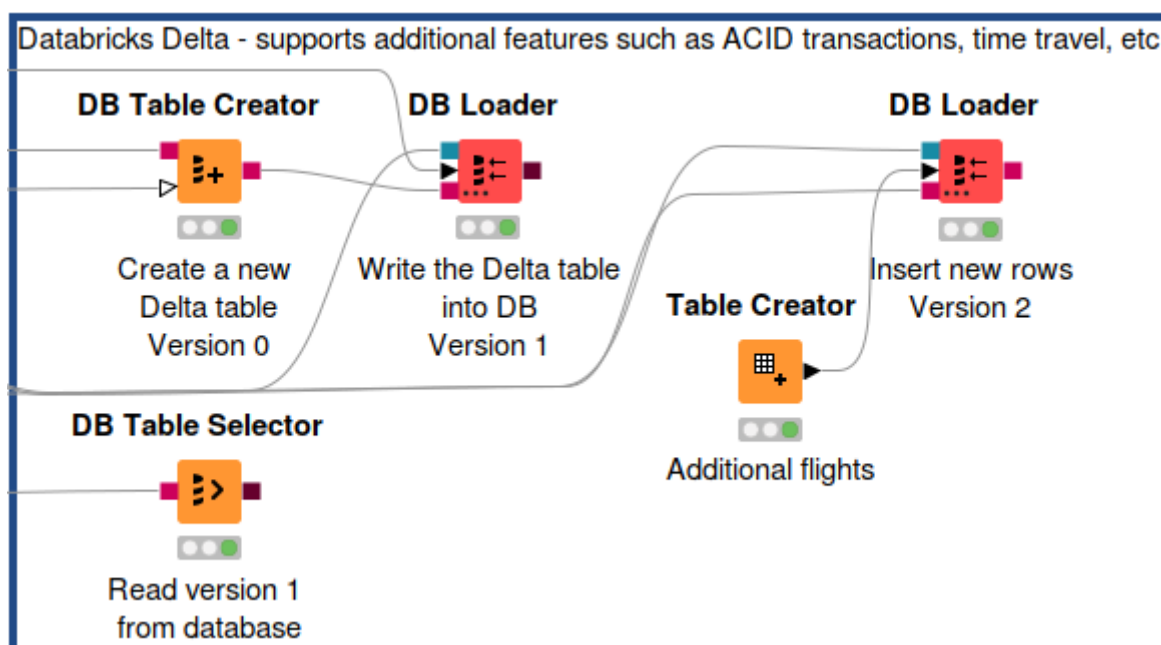 Databricks Delta - supports additional features such as ACID transactions, time travel, etc
DB Table Creator
DB Loader
DB Loader
Create a new
Delta table
Version 0
Write the Delta table
into DB
Version 1
Insert new rows
Version 2
Table Creator
Additional flights
DB Table Selector
Read version 1
from database